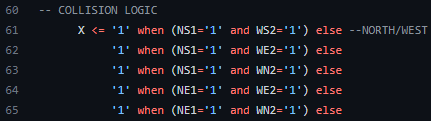 60 -- COLLISION LOGIC
61 X <= '1' when (NS1='1' and WS2='1') else --NORTH/WEST
62 '1' when (NS1='1' and WE2='1') else
63 '1' when (NS1='1' and WN2='1') else
64 '1' when (NE1='1' and WN2='1') else
65 '1' when (NE1='1' and WE2='1') else